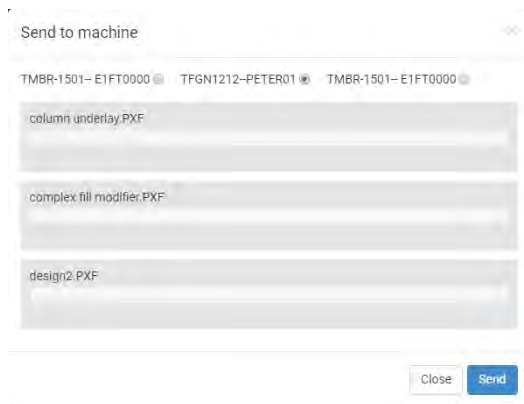 Send to machine
TMBR-1501-- E1FT0000 TFGN1212--PETER01 TMBR-1501-- E1FT0000
column underlay.PXF
complex fill modifier.PXF
design2.PXF
Close Send